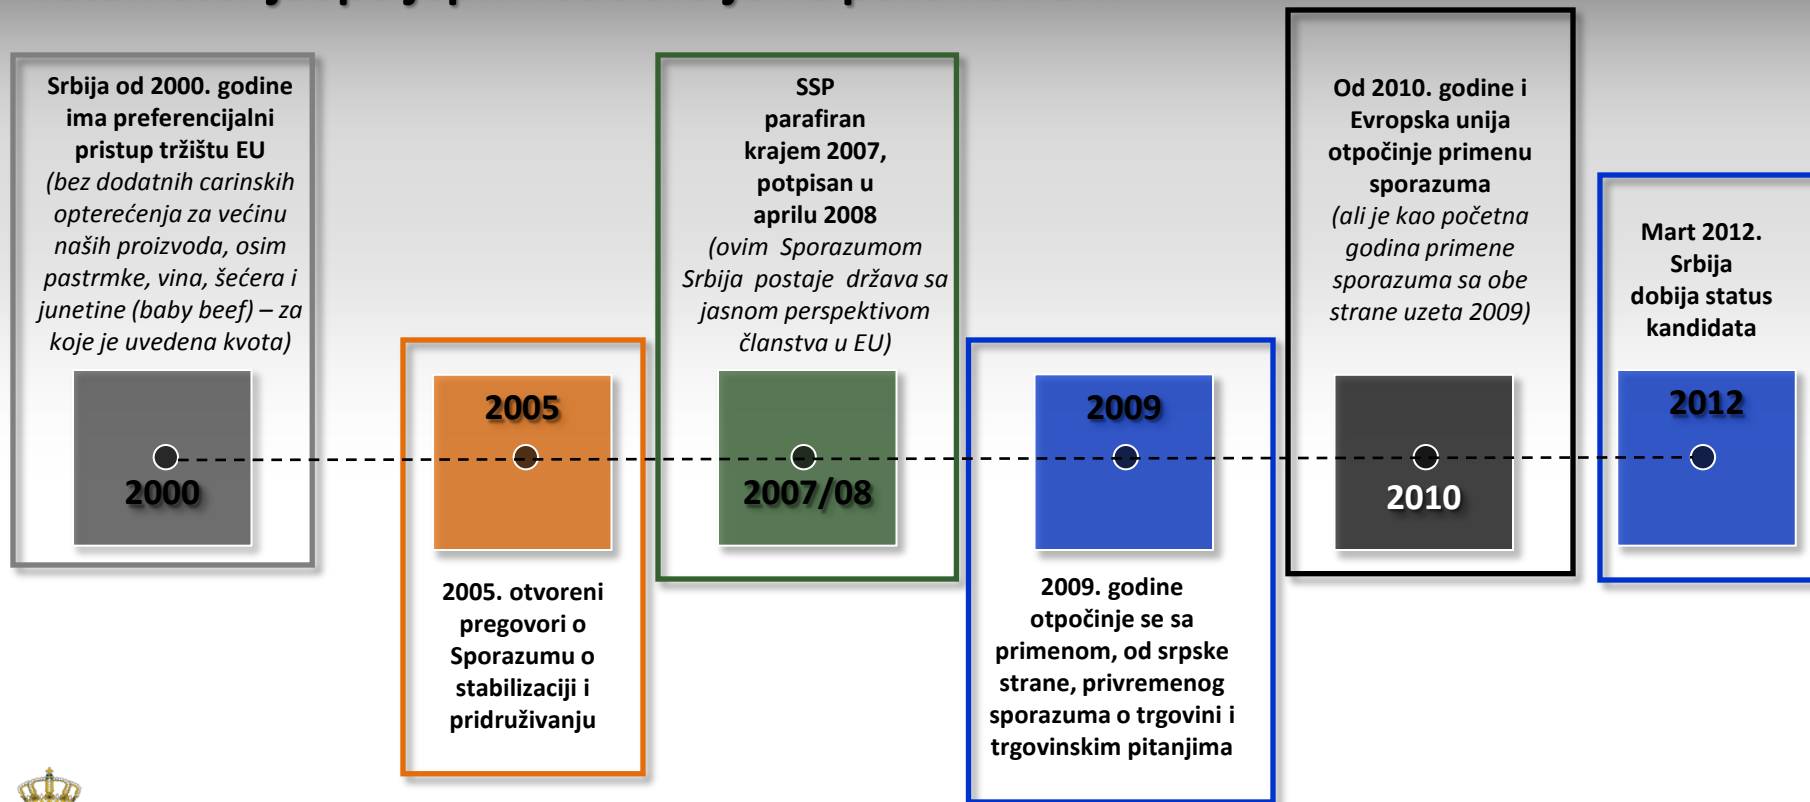 Srbija od 2000. godine
ima preferencijalni
pristup tržištu EU
(bez dodatnih carinskih
opterećenja za većinu
naših proizvoda, osim
pastrmke, vina, šećera i
junetine (baby beef) – za
koje je uvedena kvota)
2000
2005
2005. otvoreni
pregovori o
Sporazumu o
stabilizaciji i
pridruživanju
SSP
parafiran
krajem 2007,
potpisan u
aprilu 2008
(ovim Sporazumom
Srbija postaje država sa
jasnom perspektivom
članstva u EU)
2007/08
2009
2009. godine
otpočinje se sa
primenom, od srpske
strane, privremenog
sporazuma o trgovini i
trgovinskim pitanjima
Od 2010. godine i
Evropska unija
otpočinje primenu
sporazuma
(ali je kao početna
godina primene
sporazuma sa obe
strane uzeta 2009)
2010
Mart 2012.
Srbija
dobija status
kandidata
2012